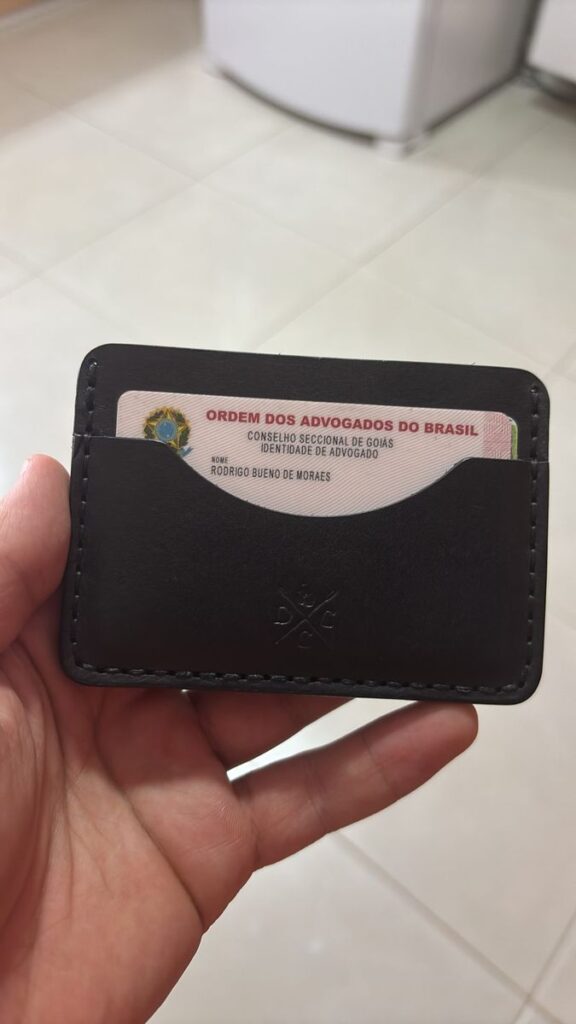 ORDEM DOS ADVOGADOS DO BRASIL
CONSELHO SECCIONAL DE GOIÁS
IDENTIDADE DE ADVOGADO
NOME
RODRIGO BUENO DE MORAES